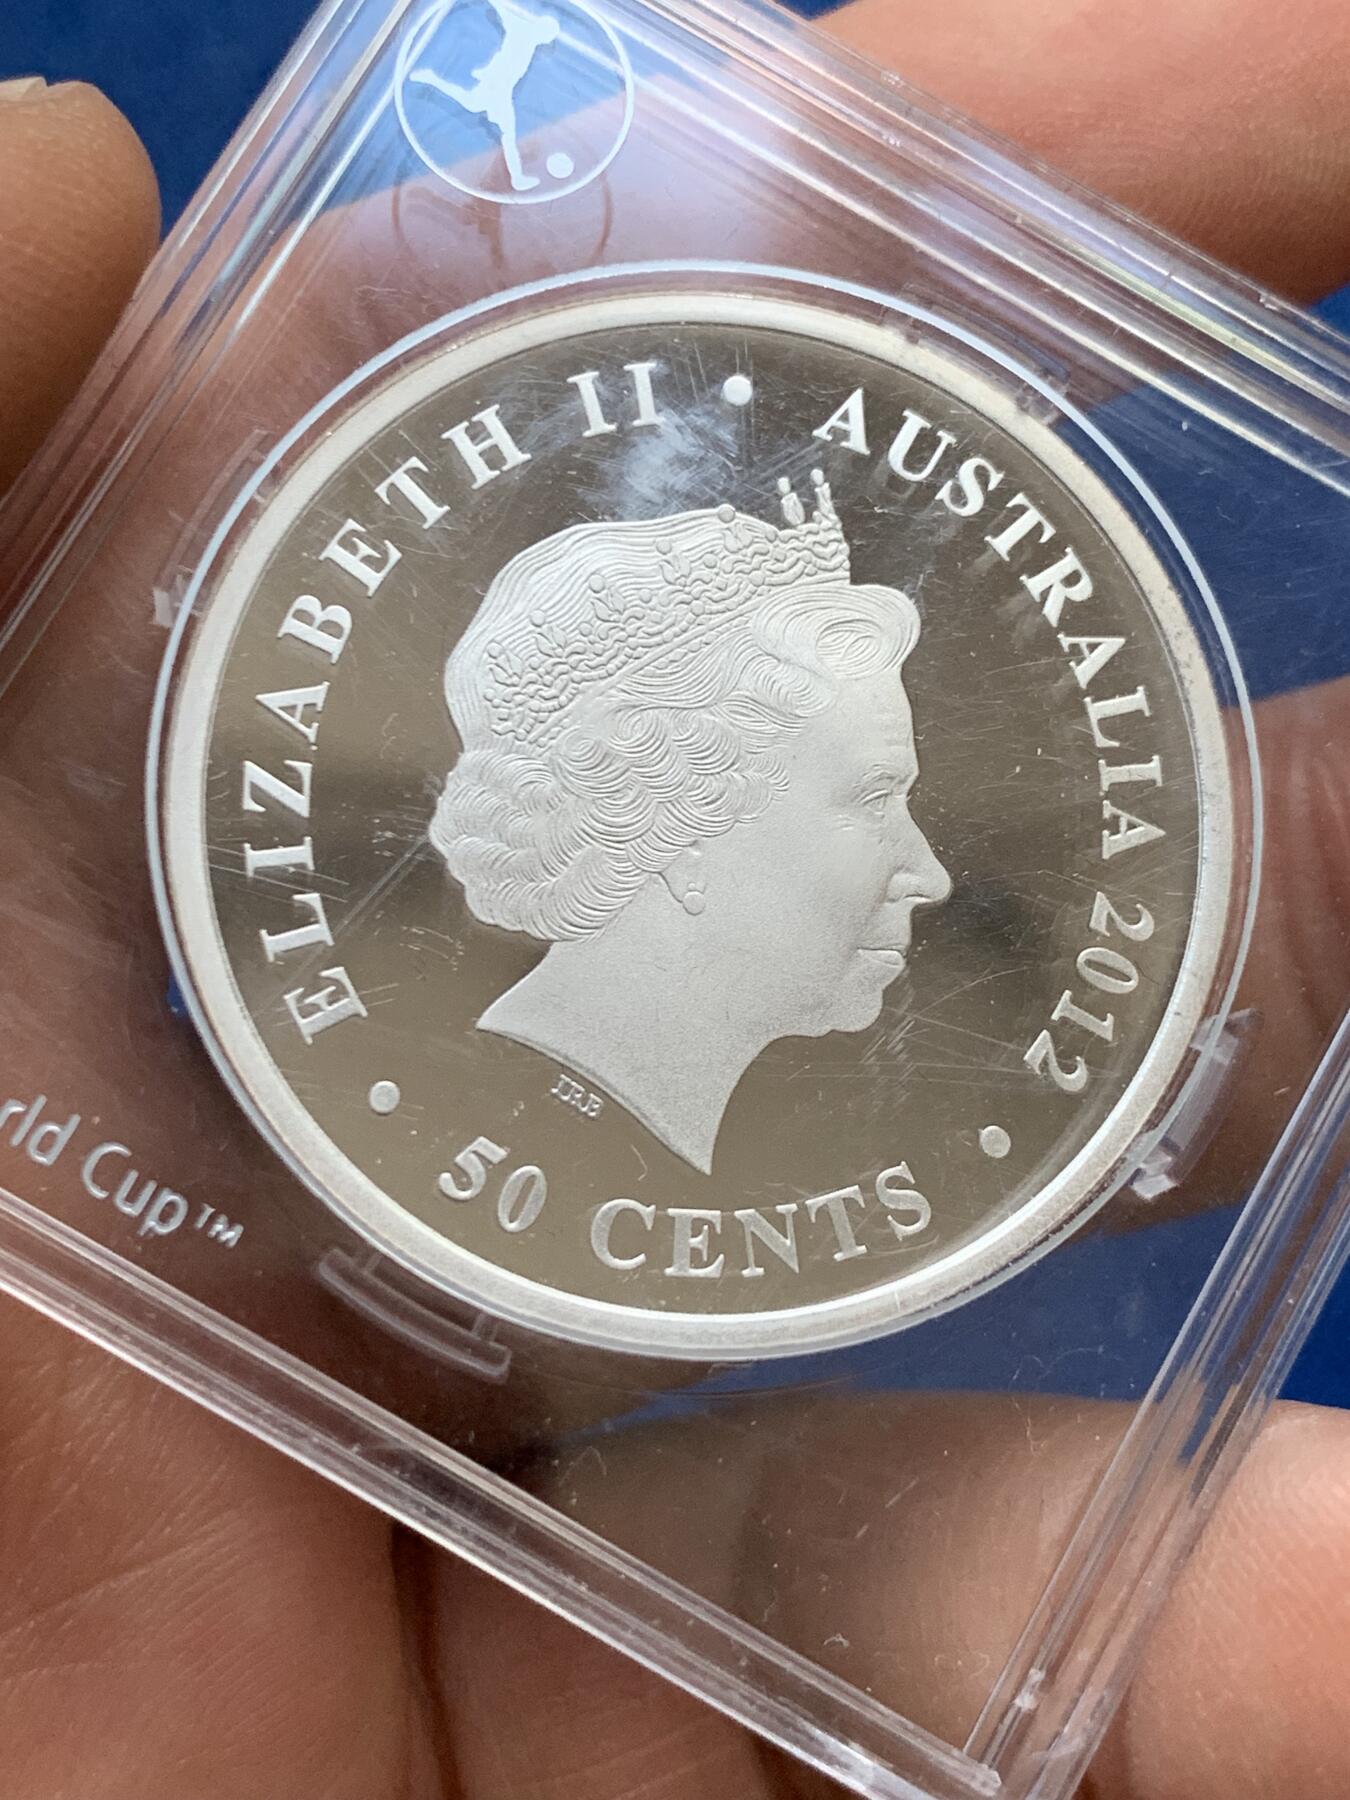 ELIZABETH II • AUSTRALIA 2012
• 50 CENTS •
IRB
rld Cup™